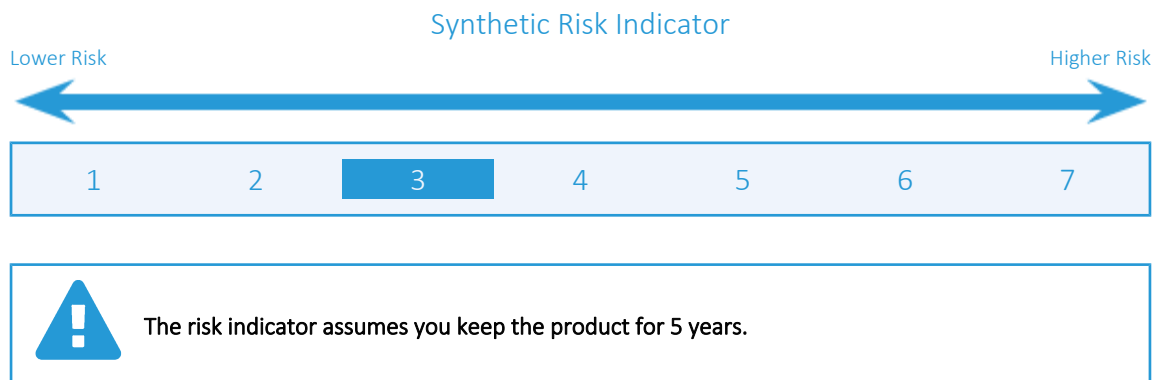 Synthetic Risk Indicator
Lower Risk Higher Risk
1 2 3 4 5 6 7
The risk indicator assumes you keep the product for 5 years.